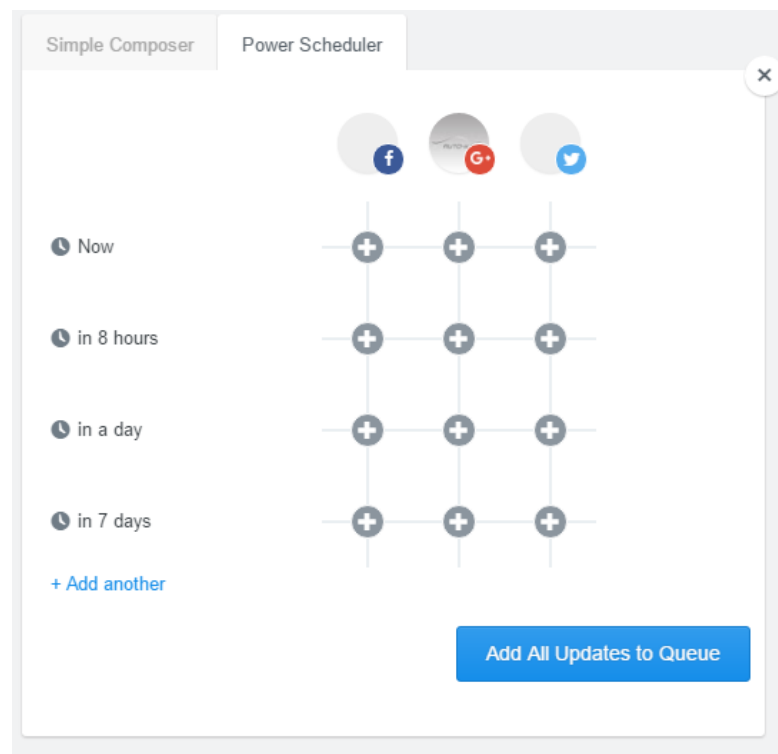 Simple Composer
Power Scheduler
Now
in 8 hours
in a day
in 7 days
+ Add another
Add All Updates to Queue